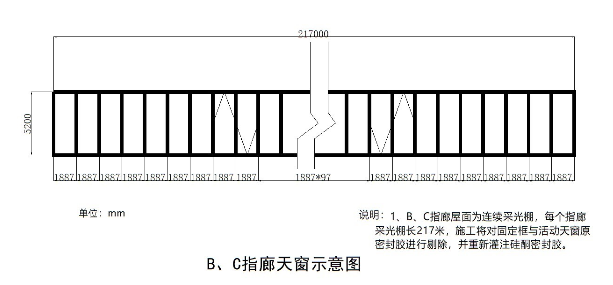 217000
3200
1887 1887 1887 1887 1887 1887 1887 1887 1887 1887*97 1887 1887 1887 1887 1887 1887 1887 1887 1887
单位：mm
说明：1、B、C指廊屋面为连续采光棚，每个指廊
采光棚长217米，施工将对固定框与活动天窗原
密封胶进行剔除，并重新灌注硅酮密封胶。
B、C指廊天窗示意图